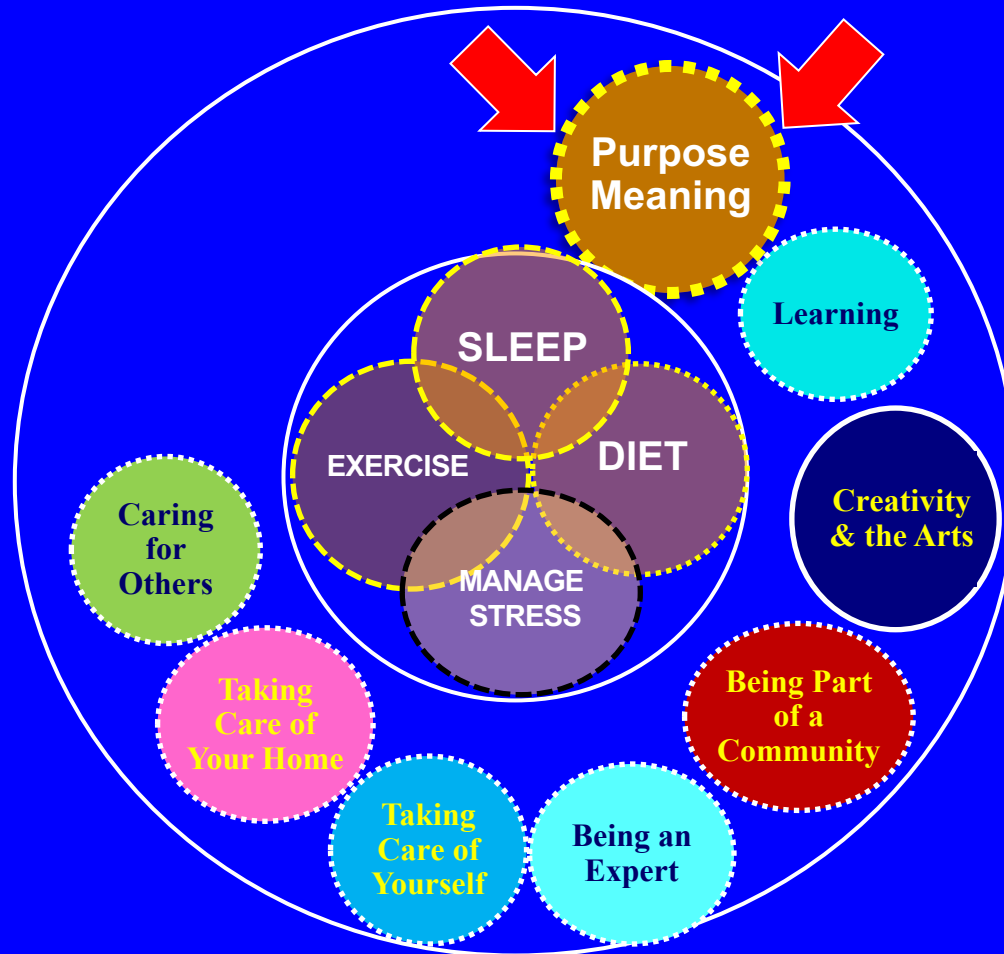 Purpose
Meaning
Learning
SLEEP
EXERCISE
DIET
Creativity
& the Arts
Caring
for
Others
MANAGE
STRESS
Taking
Care of
Your Home
Being Part
of a
Community
Taking
Care of
Yourself
Being an
Expert